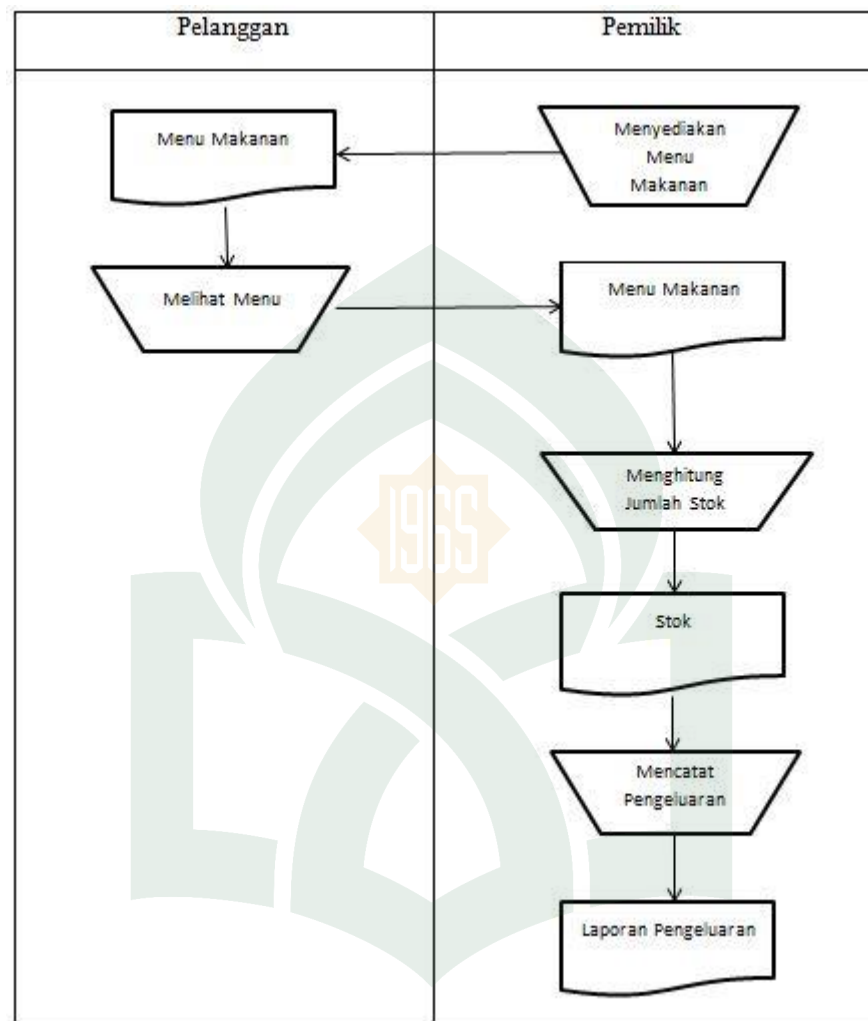 Pelanggan
Pemilik
Menu Makanan
Menyediakan
Menu
Makanan
Melihat Menu
Menu Makanan
1965
Menghitung
Jumlah Stok
Stok
Mencatat
Pengeluaran
Laporan Pengeluaran